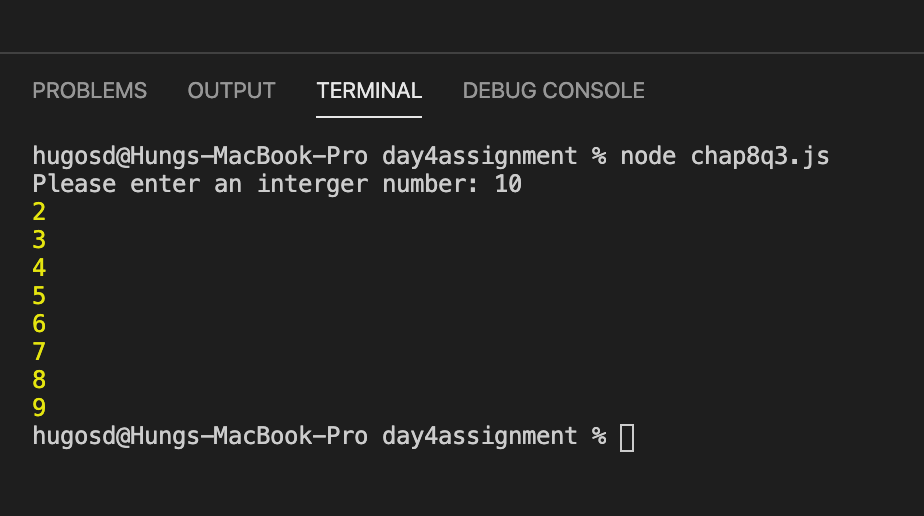 PROBLEMS OUTPUT TERMINAL DEBUG CONSOLE
hugosd@Hungs-MacBook-Pro day4assignment % node chap8q3.js
Please enter an interger number: 10
2
3
4
5
6
7
8
9
hugosd@Hungs-MacBook-Pro day4assignment %